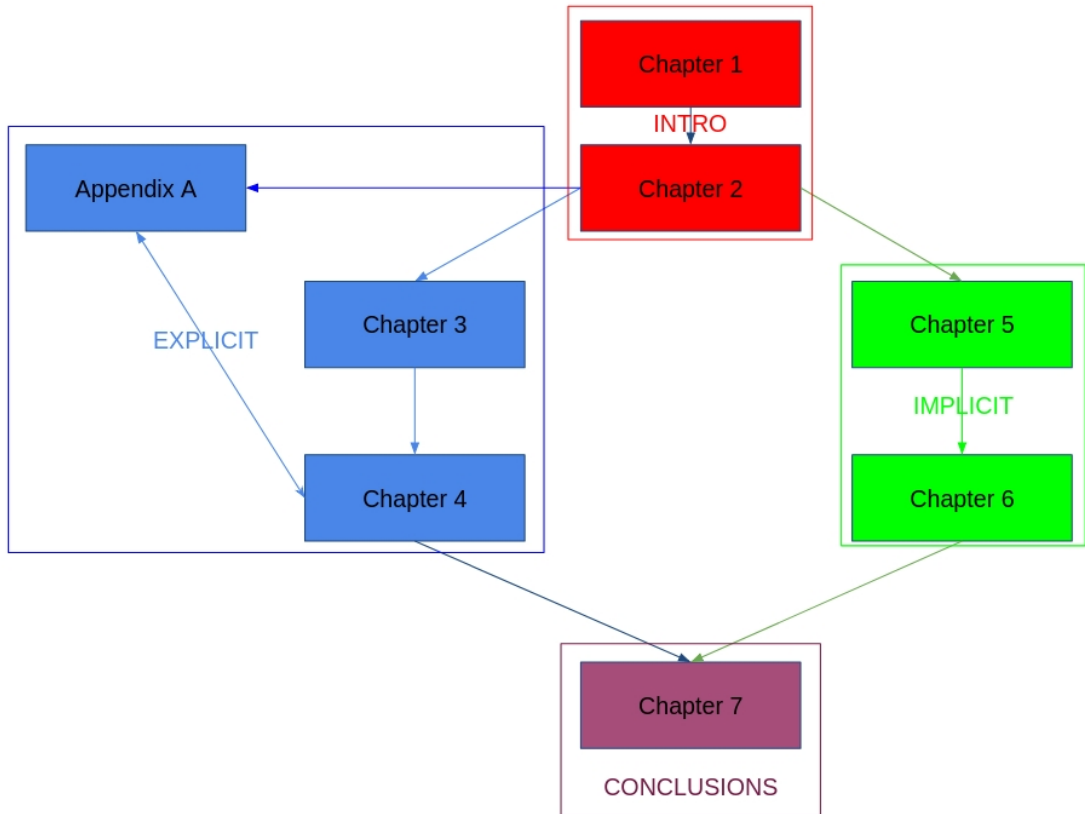 Chapter 1
INTRO
Chapter 2
Appendix A
Chapter 3
EXPLICIT
Chapter 4
Chapter 5
IMPLICIT
Chapter 6
Chapter 7
CONCLUSIONS